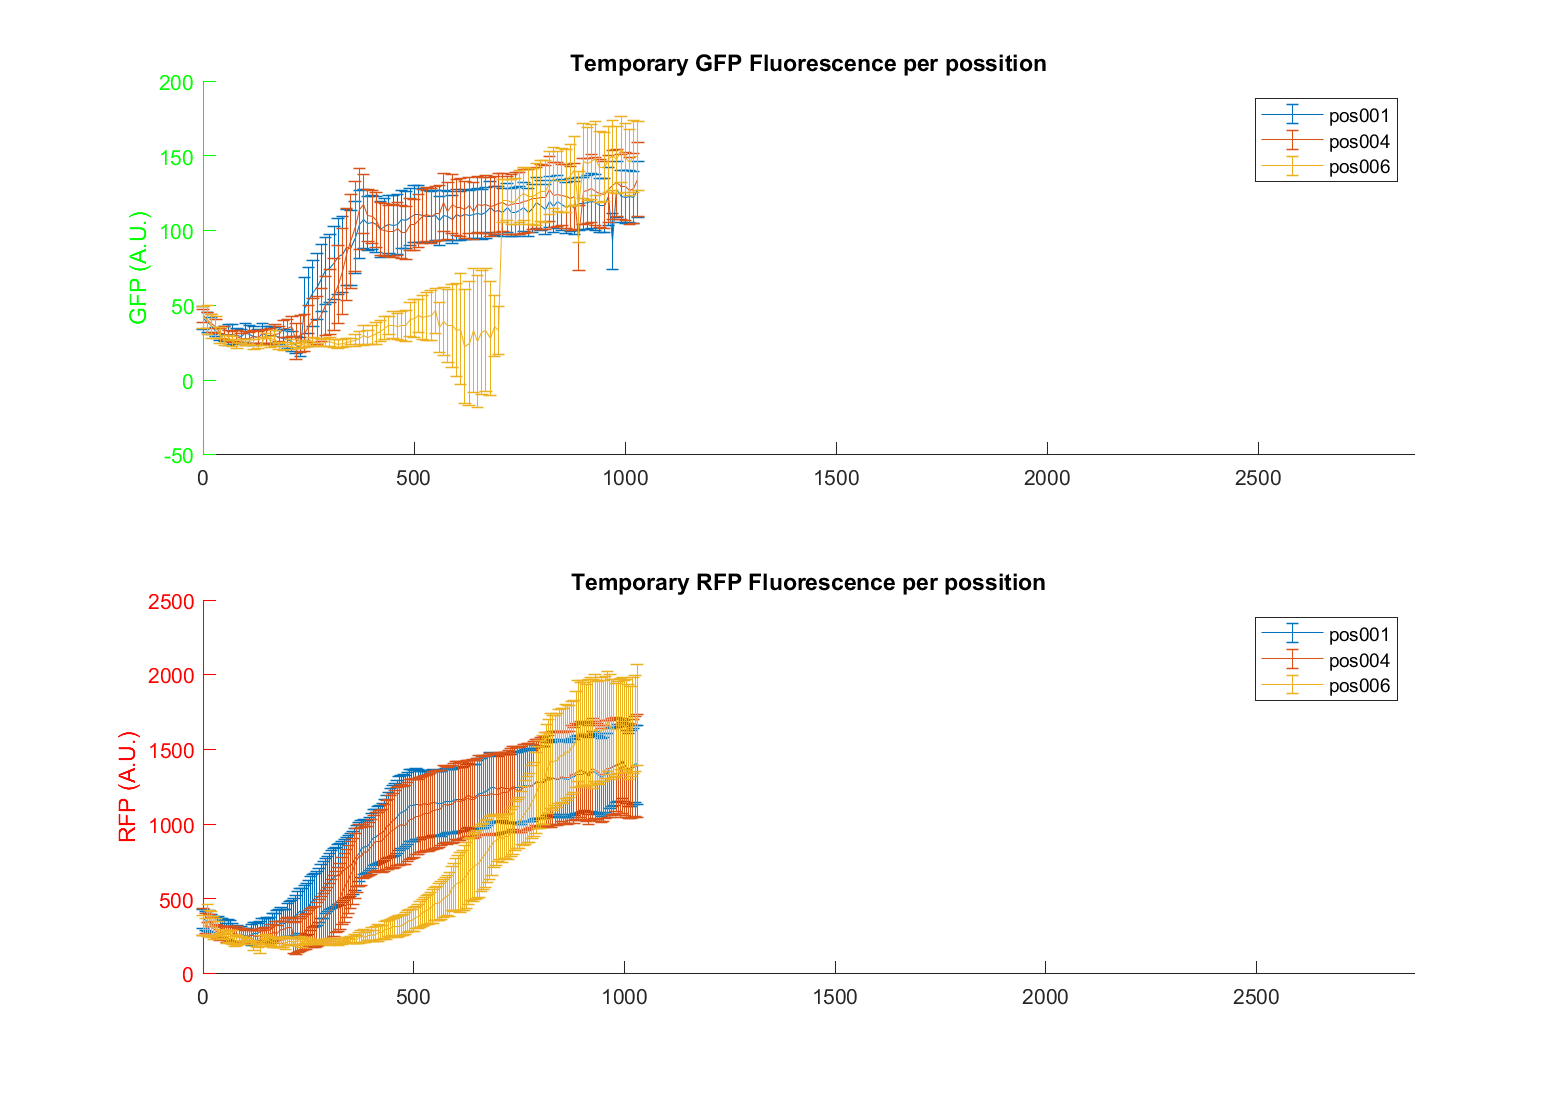 Temporary GFP Fluorescence per possition
200
150
100
50
0
-50
GFP (A.U.)
0 500 1000 1500 2000 2500
pos001
pos004
pos006
Temporary RFP Fluorescence per possition
2500
2000
1500
1000
500
0
RFP (A.U.)
0 500 1000 1500 2000 2500
pos001
pos004
pos006